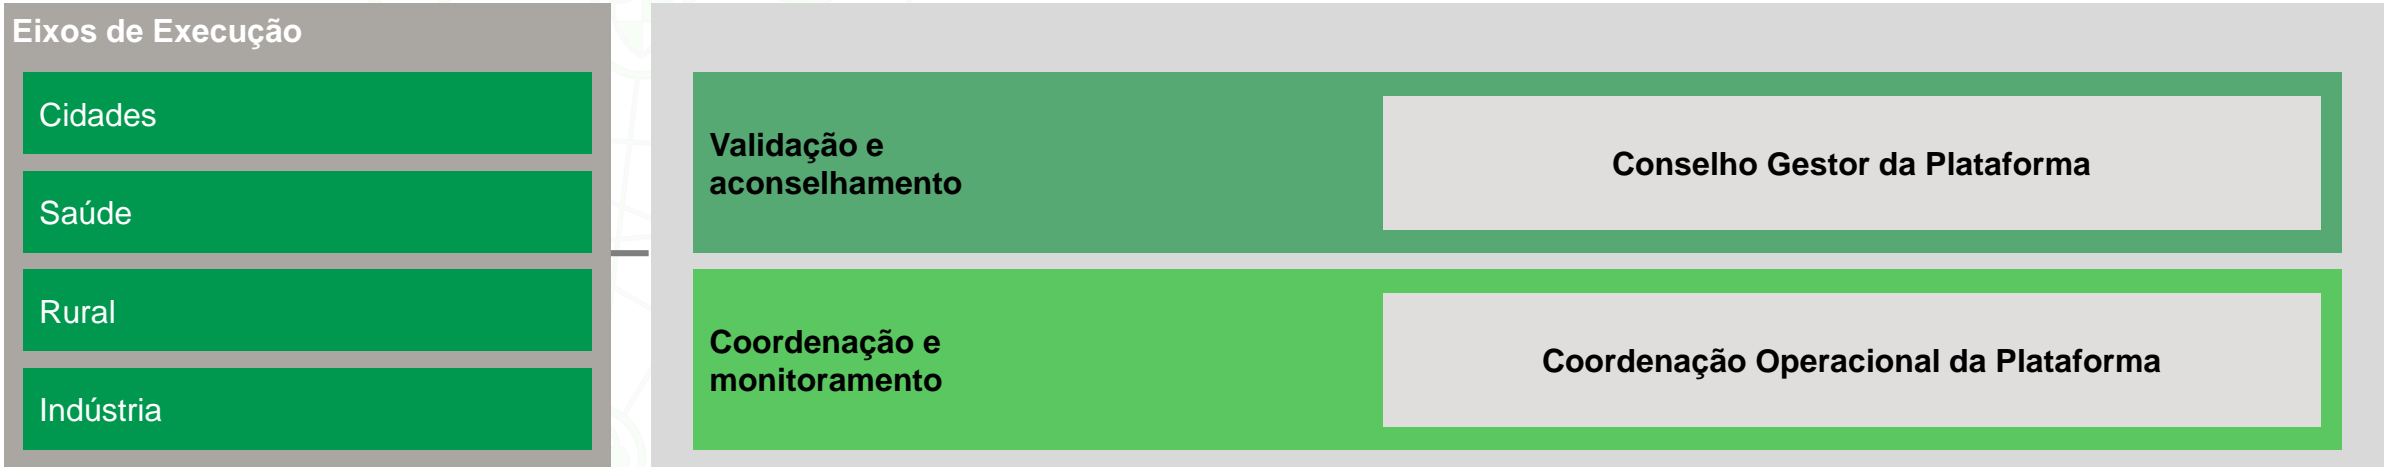 Eixos de Execução
Cidades
Saúde
Rural
Indústria
Validação e
aconselhamento
Conselho Gestor da Plataforma
Coordenação e
monitoramento
Coordenação Operacional da Plataforma